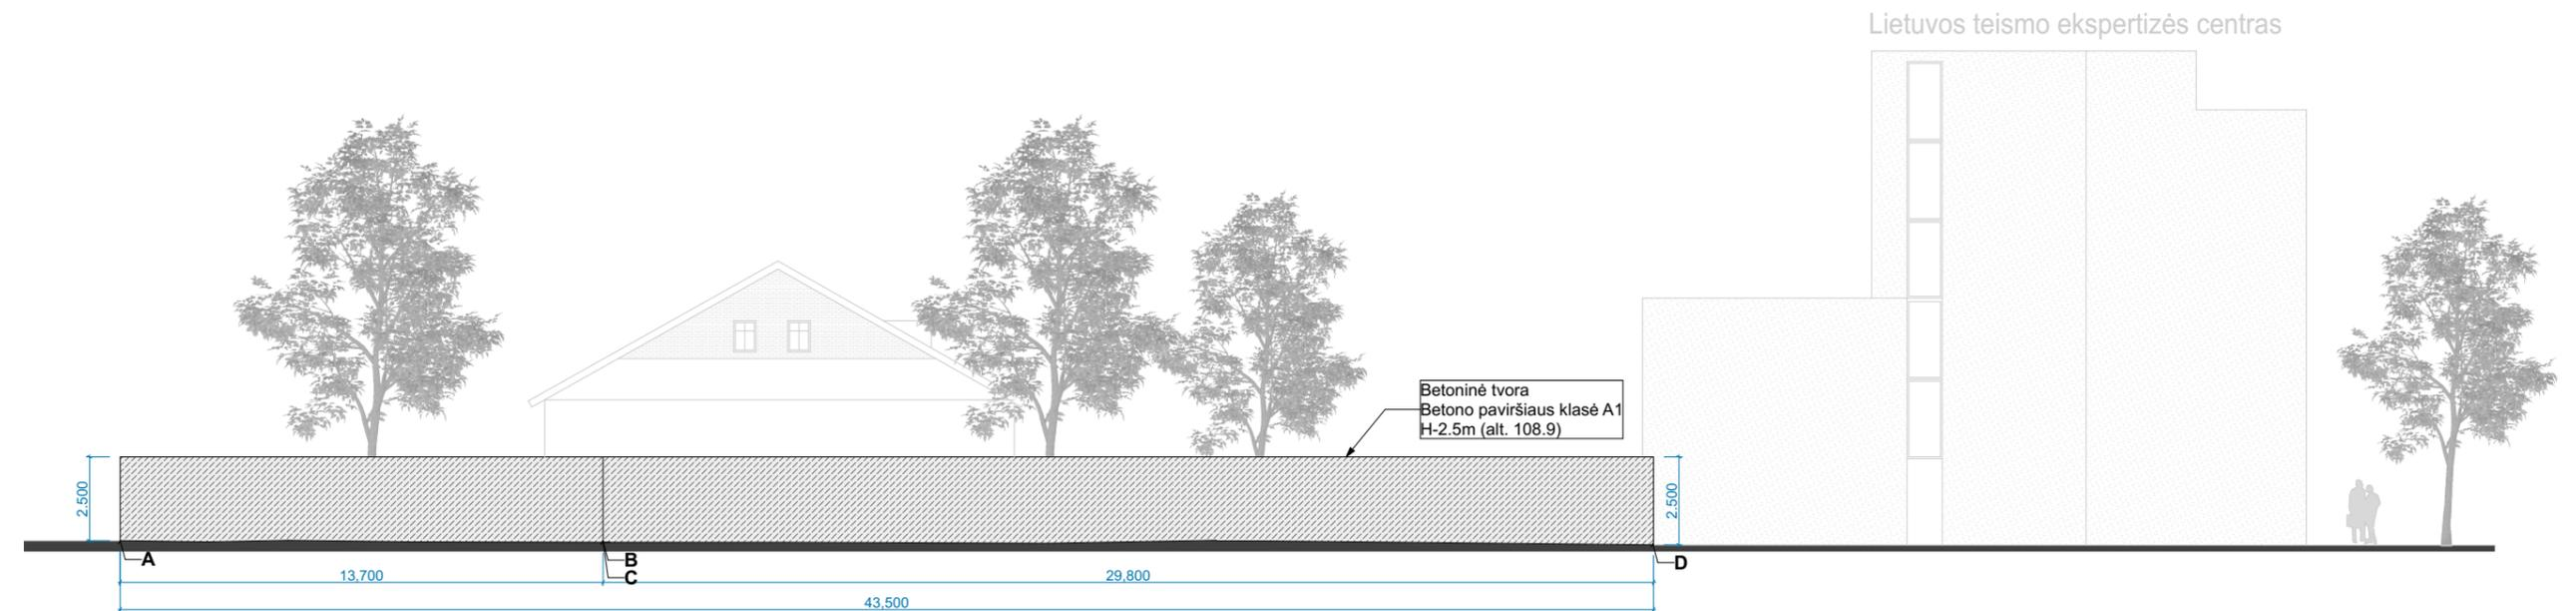 Lietuvos teismo ekspertizės centras
Betoninė tvora
Betono paviršiaus klasė A1
H-2.5m (alt. 108.9)
2.500
2.500
A
B
C
D
13,700
29,800
43,500